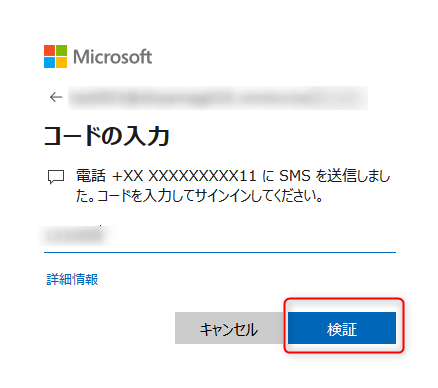 Microsoft
コードの入力
電話 +XX XXXXXXXXX11 に SMS を送信しまし
た。コードを入力してサインインしてください。
詳細情報
キャンセル
検証